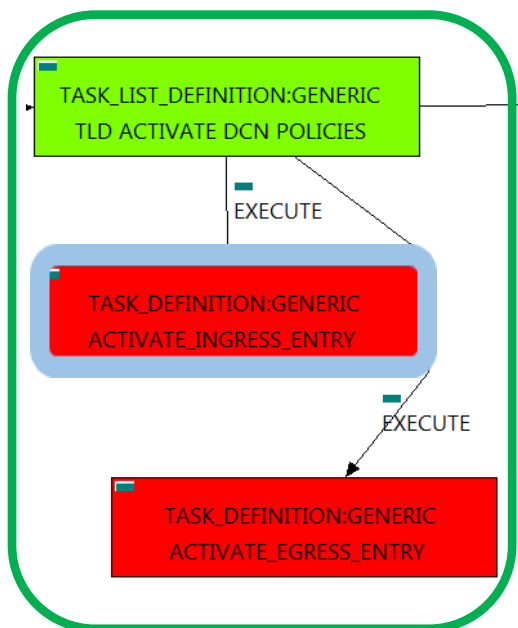 TASK_LIST_DEFINITION:GENERIC
TLD ACTIVATE DCN POLICIES
EXECUTE
TASK_DEFINITION:GENERIC
ACTIVATE_INGRESS_ENTRY
EXECUTE
TASK_DEFINITION:GENERIC
ACTIVATE_EGRESS_ENTRY